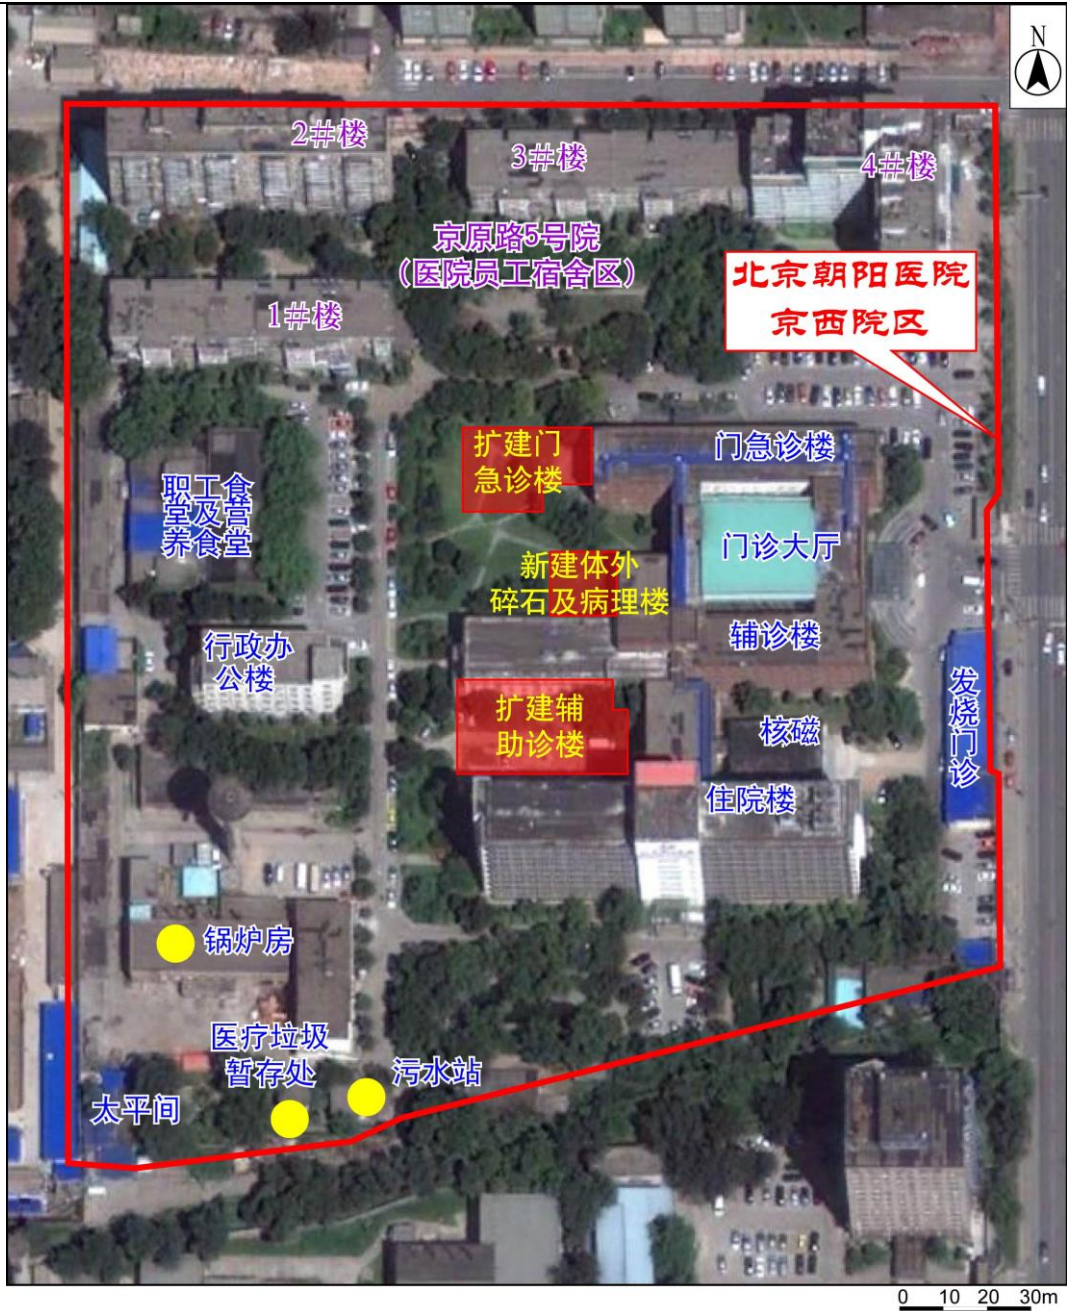 N
2#楼
3#楼
4#楼
京原路5号院
（医院员工宿舍区）
北京朝阳医院
京西院区
1#楼
扩建门
急诊楼
门急诊楼
职工食
堂及营
养食堂
门诊大厅
新建体外
碎石及病理楼
行政办
公楼
辅诊楼
发烧门诊
扩建辅
助诊楼
核磁
住院楼
锅炉房
医疗垃圾
暂存处
污水站
太平间
0 10 20 30m